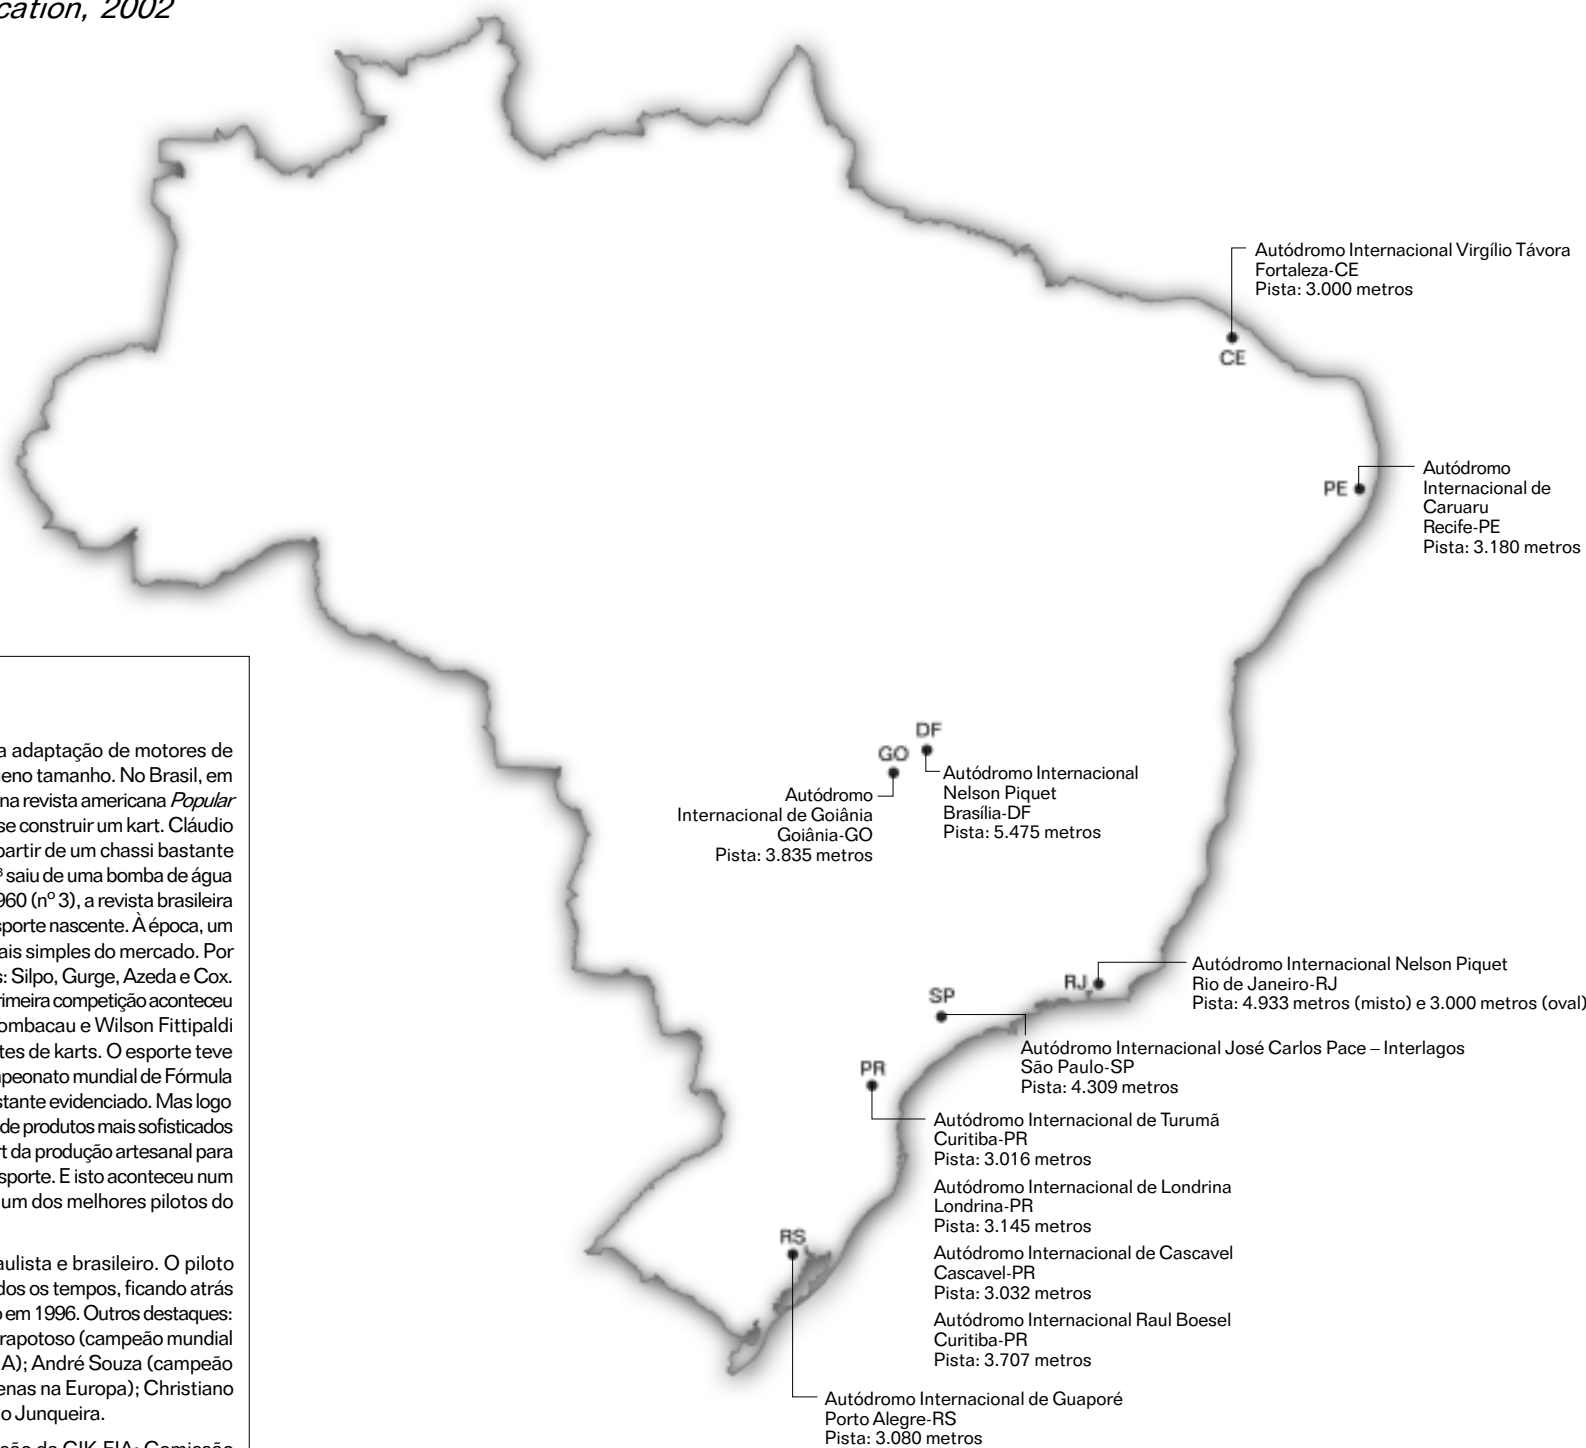 cation, 2002
Autódromo Internacional Virgílio Távora
Fortaleza-CE
Pista: 3.000 metros
CE
PE
Autódromo
Internacional de
Caruaru
Recife-PE
Pista: 3.180 metros
DF
GO
Autódromo Internacional
Nelson Piquet
Brasília-DF
Pista: 5.475 metros
Autódromo
Internacional de Goiânia
Goiânia-GO
Pista: 3.835 metros
RJ
Autódromo Internacional Nelson Piquet
Rio de Janeiro-RJ
Pista: 4.933 metros (misto) e 3.000 metros (oval)
SP
Autódromo Internacional José Carlos Pace – Interlagos
São Paulo-SP
Pista: 4.309 metros
PR
Autódromo Internacional de Turumã
Curitiba-PR
Pista: 3.016 metros
Autódromo Internacional de Londrina
Londrina-PR
Pista: 3.145 metros
Autódromo Internacional de Cascavel
Cascavel-PR
Pista: 3.032 metros
Autódromo Internacional Raul Boesel
Curitiba-PR
Pista: 3.707 metros
RS
Autódromo Internacional de Guaporé
Porto Alegre-RS
Pista: 3.080 metros
a adaptação de motores de
ueno tamanho. No Brasil, em
na revista americana Popular
se construir um kart. Cláudio
partir de um chassi bastante
³ saiu de uma bomba de água
960 (nº 3), a revista brasileira
sporte nascente. À época, um
ais simples do mercado. Por
s: Silpo, Gurge, Azeda e Cox.
rimeira competição aconteceu
ombacau e Wilson Fittipaldi
tes de karts. O esporte teve
mpeonato mundial de Fórmula
stante evidenciado. Mas logo
de produtos mais sofisticados
rt da produção artesanal para
sporte. E isto aconteceu num
um dos melhores pilotos do
aulista e brasileiro. O piloto
dos os tempos, ficando atrás
o em 1996. Outros destaques:
rapotoso (campeão mundial
A); André Souza (campeão
enas na Europa); Christiano
o Junqueira.